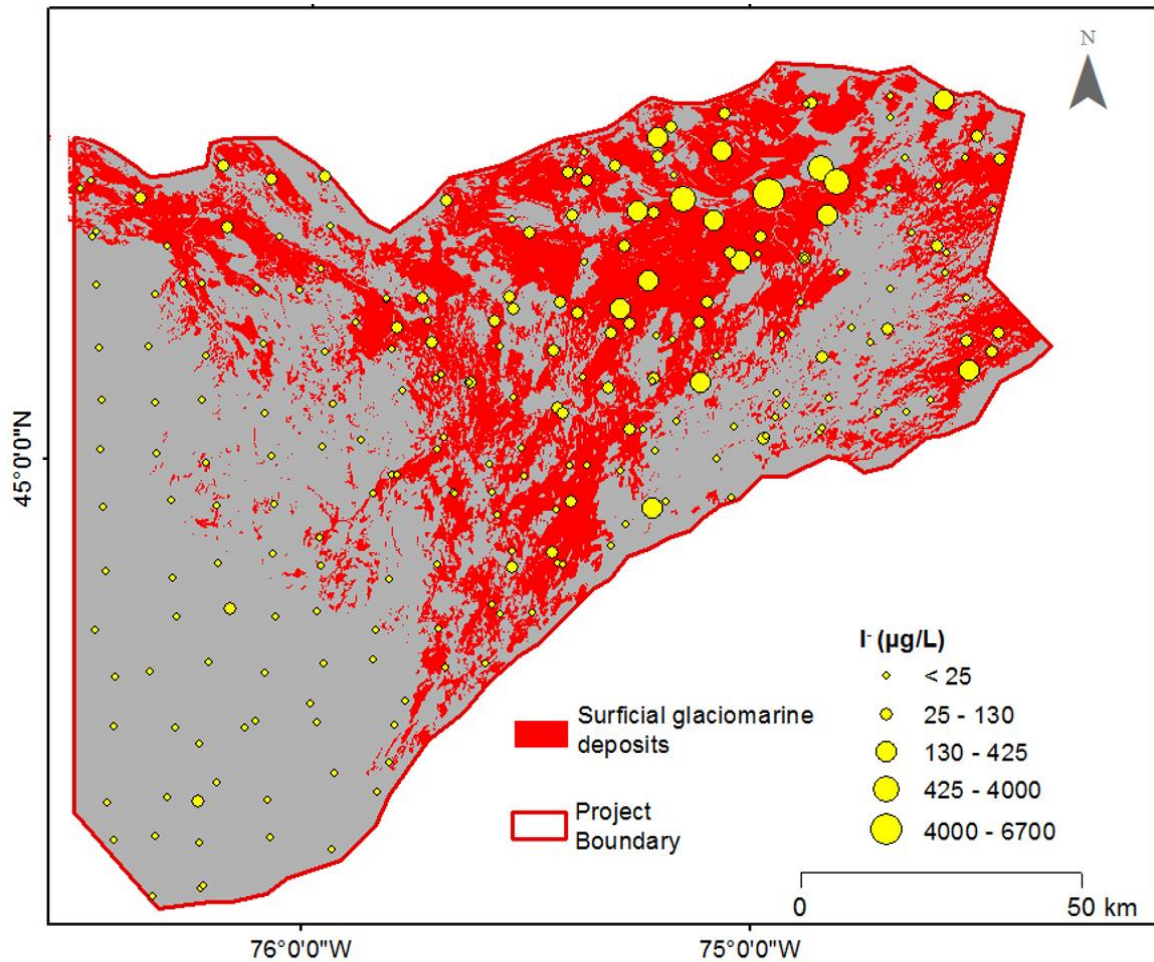 N
45°0'0"N
I⁻ (µg/L)
< 25
25 - 130
130 - 425
425 - 4000
4000 - 6700
Surficial glaciomarine
deposits
Project
Boundary
0
50 km
76°0'0"W
75°0'0"W